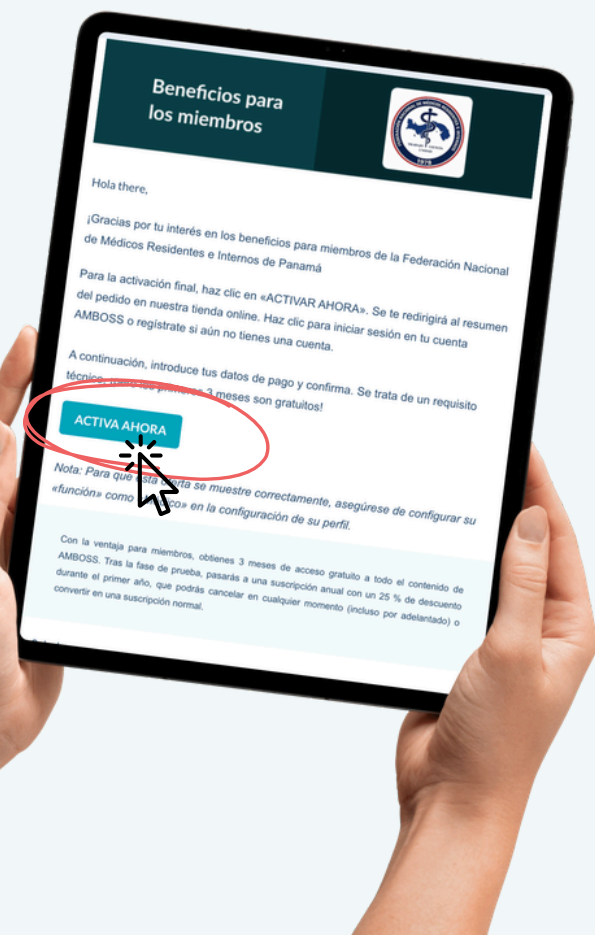 Beneficios para
los miembros
1978
Hola there,
¡Gracias por tu interés en los beneficios para miembros de la Federación Nacional
de Médicos Residentes e Internos de Panamá
Para la activación final, haz clic en «ACTIVAR AHORA». Se te redirigirá al resumen
del pedido en nuestra tienda online. Haz clic para iniciar sesión en tu cuenta
AMBOSS o regístrate si aún no tienes una cuenta.
A continuación, introduce tus datos de pago y confirma. Se trata de un requisito
técnico, 3 meses son gratuitos!
ACTIVA AHORA
Nota: Para que esta oferta se muestre correctamente, asegúrese de configurar su
«función» como en la configuración de su perfil.
Con la ventaja para miembros, obtienes 3 meses de acceso gratuito a todo el contenido de
AMBOSS. Tras la fase de prueba, pasarás a una suscripción anual con un 25 % de descuento
durante el primer año, que podrás cancelar en cualquier momento (incluso por adelantado) o
convertir en una suscripción normal.